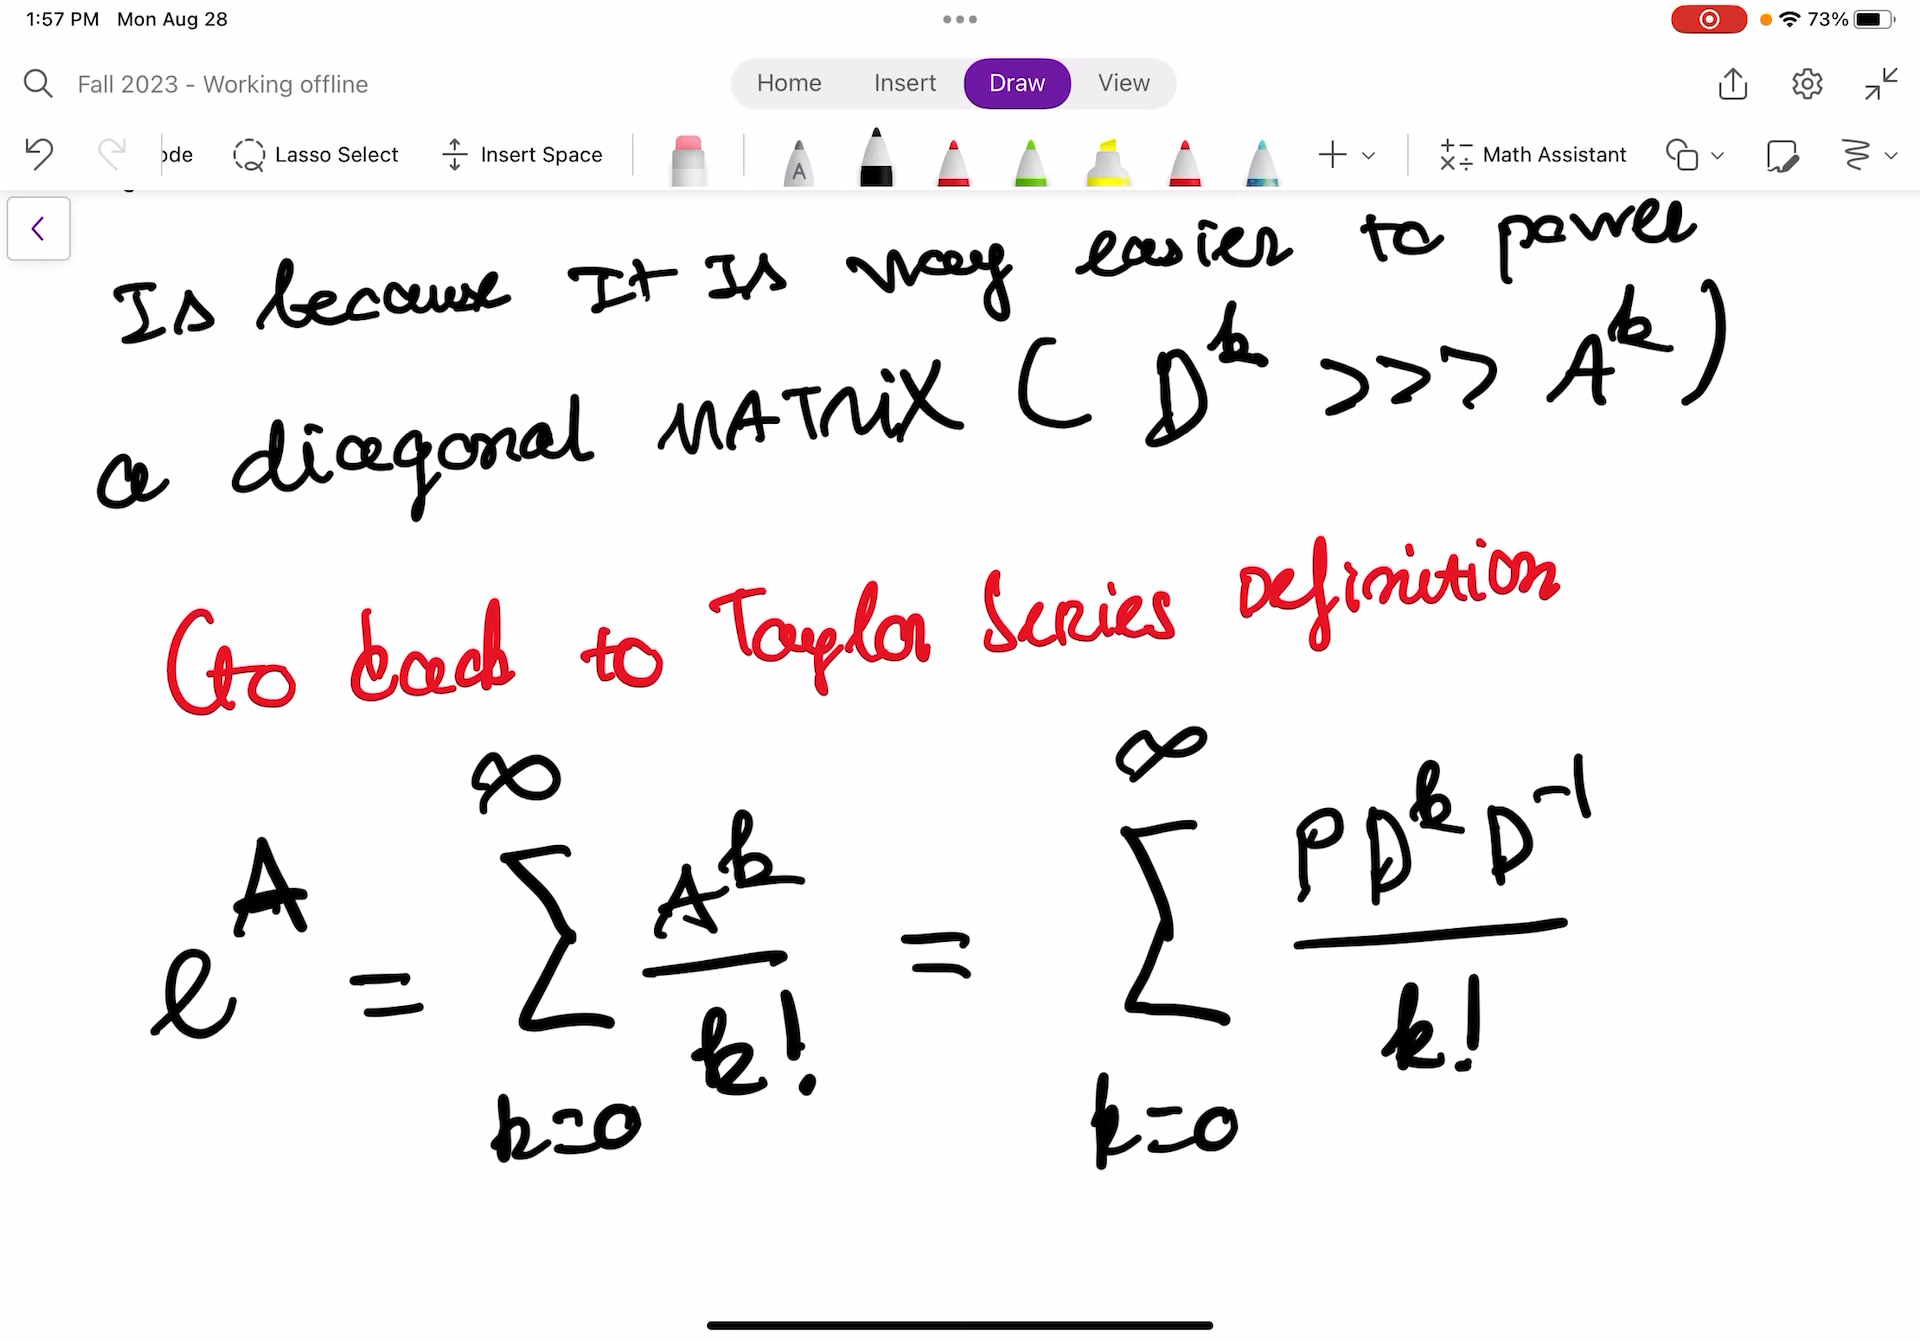 1:57 PM Mon Aug 28
73%
Fall 2023 - Working offline
Home Insert Draw View
ode Lasso Select Insert Space A Math Assistant
Is because It Is way easier to power
a diagonal MATRIX ( D^k >>> A^k )
Go back to Taylor Series Definition
e^A = ∑_{k=0}^{∞} A^k / k! = ∑_{k=0}^{∞} P D^k D^{-1} / k!